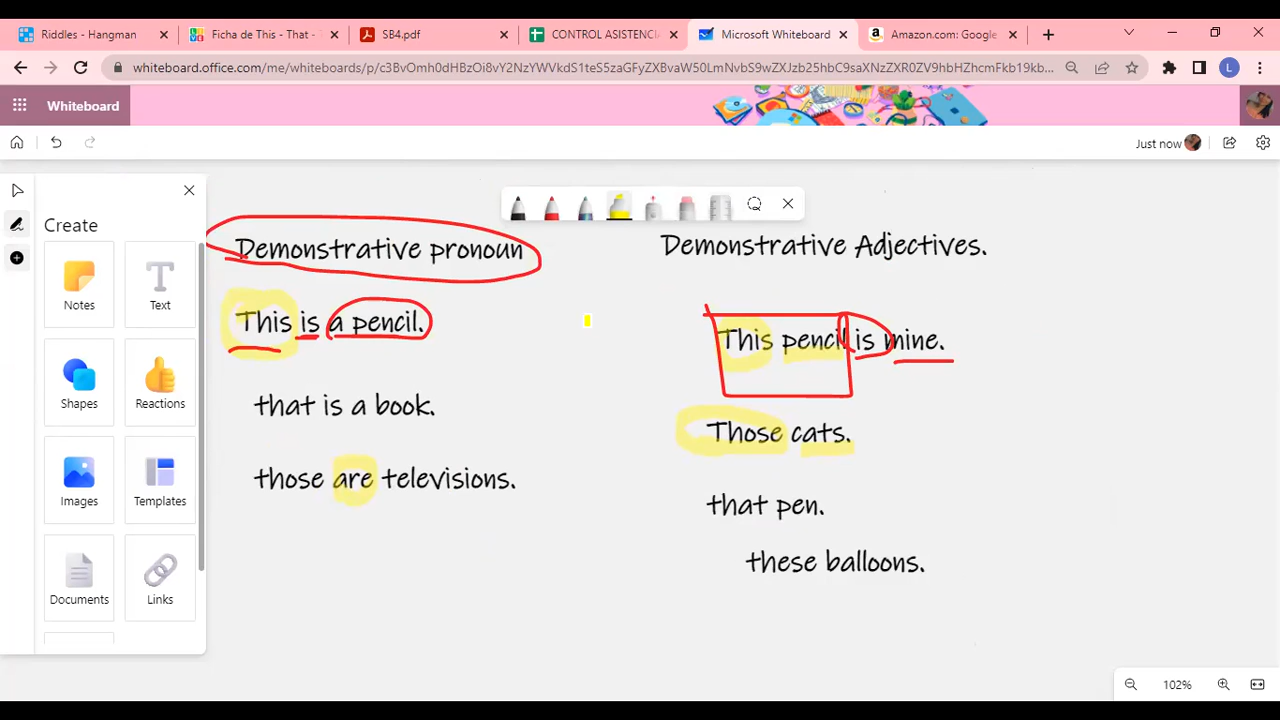 Riddles - Hangman
Ficha de This - That -
SB4.pdf
CONTROL ASISTENCIA
Microsoft Whiteboard
Amazon.com: Google
whiteboard.office.com/me/whiteboards/p/
L
Whiteboard
Just now
Create
Notes
Text
Shapes
Reactions
Images
Templates
Documents
Links
Demonstrative pronoun
This is a pencil.
that is a book.
those are televisions.
Demonstrative Adjectives.
This pencil is mine.
Those cats.
that pen.
these balloons.
102%